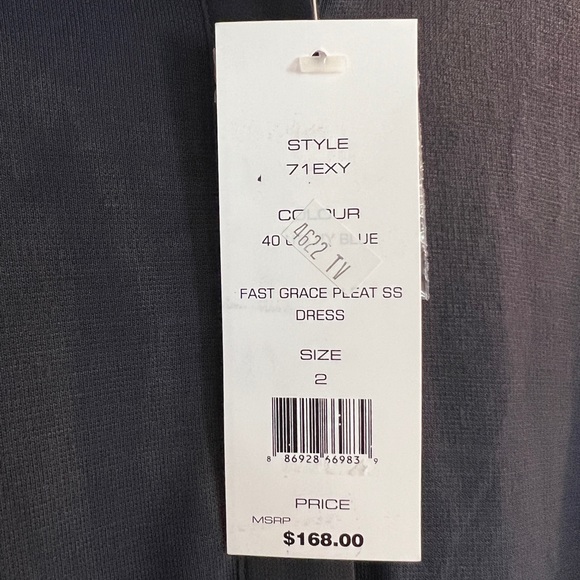 STYLE
71EXY
COLOUR
40 BLUE
4622 TV
FAST GRACE PLEAT SS
DRESS
SIZE
2
8 86928 46983 9
PRICE
MSRP
$168.00